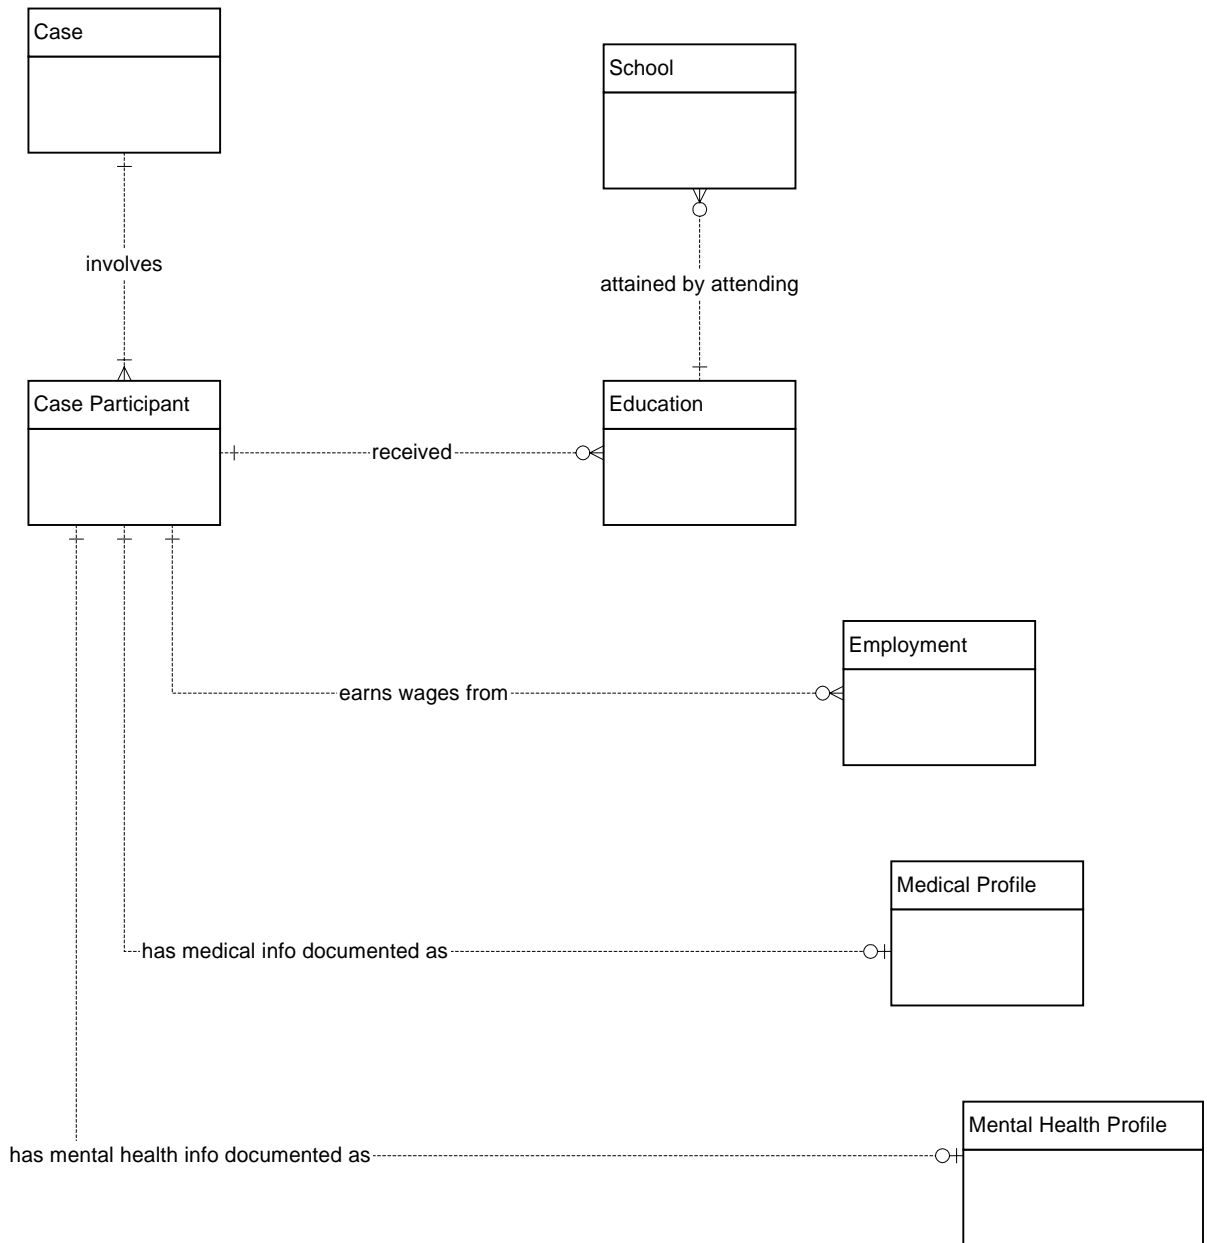 Case
School
involves
attained by attending
Case Participant
Education
received
Employment
earns wages from
Medical Profile
has medical info documented as
Mental Health Profile
has mental health info documented as